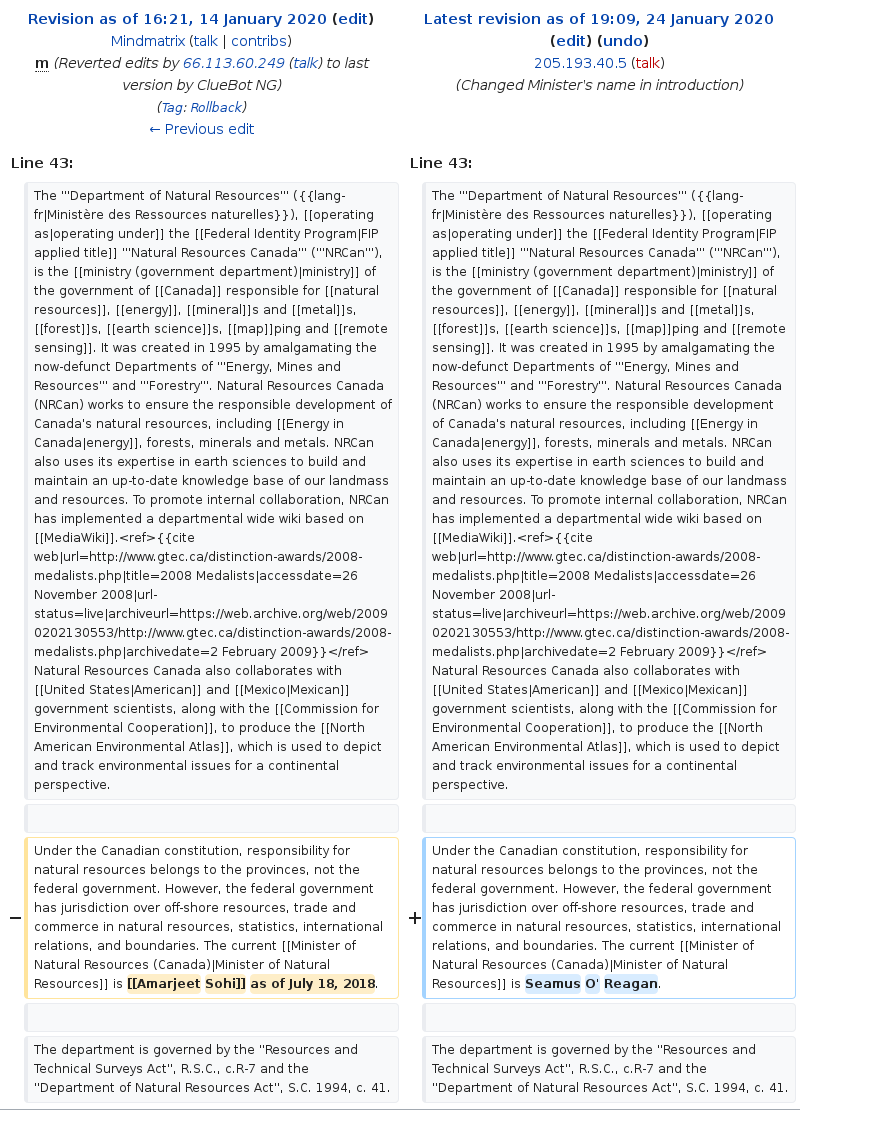 Revision as of 16:21, 14 January 2020 (edit)
Mindmatrix (talk | contribs)
m (Reverted edits by 66.113.60.249 (talk) to last
version by ClueBot NG)
(Tag: Rollback)
← Previous edit
Latest revision as of 19:09, 24 January 2020
(edit) (undo)
205.193.40.5 (talk)
(Changed Minister's name in introduction)
Line 43:
The '''Department of Natural Resources''' ({{lang-
fr|Ministère des Ressources naturelles}}), [[operating
as|operating under]] the [[Federal Identity Program|FIP
applied title]] '''Natural Resources Canada''' ('''NRCan'''),
is the [[ministry (government department)|ministry]] of
the government of [[Canada]] responsible for [[natural
resources]], [[energy]], [[mineral]]s and [[metal]]s,
[[forest]]s, [[earth science]]s, [[map]]ping and [[remote
sensing]]. It was created in 1995 by amalgamating the
now-defunct Departments of '''Energy, Mines and
Resources''' and '''Forestry'''. Natural Resources Canada
(NRCan) works to ensure the responsible development of
Canada's natural resources, including [[Energy in
Canada|energy]], forests, minerals and metals. NRCan
also uses its expertise in earth sciences to build and
maintain an up-to-date knowledge base of our landmass
and resources. To promote internal collaboration, NRCan
has implemented a departmental wide wiki based on
[[MediaWiki]].<ref>{{cite
web|url=http://www.gtec.ca/distinction-awards/2008-
medalists.php|title=2008 Medalists|accessdate=26
November 2008|url-
status=live|archiveurl=https://web.archive.org/web/2009
0202130553/http://www.gtec.ca/distinction-awards/2008-
medalists.php|archivedate=2 February 2009}}</ref>
Natural Resources Canada also collaborates with
[[United States|American]] and [[Mexico|Mexican]]
government scientists, along with the [[Commission for
Environmental Cooperation]], to produce the [[North
American Environmental Atlas]], which is used to depict
and track environmental issues for a continental
perspective.
− Under the Canadian constitution, responsibility for
natural resources belongs to the provinces, not the
federal government. However, the federal government
has jurisdiction over off-shore resources, trade and
commerce in natural resources, statistics, international
relations, and boundaries. The current [[Minister of
Natural Resources (Canada)|Minister of Natural
Resources]] is [[Amarjeet Sohi]] as of July 18, 2018.
The department is governed by the "Resources and
Technical Surveys Act", R.S.C., c.R-7 and the
"Department of Natural Resources Act", S.C. 1994, c. 41.
Line 43:
The '''Department of Natural Resources''' ({{lang-
fr|Ministère des Ressources naturelles}}), [[operating
as|operating under]] the [[Federal Identity Program|FIP
applied title]] '''Natural Resources Canada''' ('''NRCan'''),
is the [[ministry (government department)|ministry]] of
the government of [[Canada]] responsible for [[natural
resources]], [[energy]], [[mineral]]s and [[metal]]s,
[[forest]]s, [[earth science]]s, [[map]]ping and [[remote
sensing]]. It was created in 1995 by amalgamating the
now-defunct Departments of '''Energy, Mines and
Resources''' and '''Forestry'''. Natural Resources Canada
(NRCan) works to ensure the responsible development
of Canada's natural resources, including [[Energy in
Canada|energy]], forests, minerals and metals. NRCan
also uses its expertise in earth sciences to build and
maintain an up-to-date knowledge base of our landmass
and resources. To promote internal collaboration, NRCan
has implemented a departmental wide wiki based on
[[MediaWiki]].<ref>{{cite
web|url=http://www.gtec.ca/distinction-awards/2008-
medalists.php|title=2008 Medalists|accessdate=26
November 2008|url-
status=live|archiveurl=https://web.archive.org/web/2009
0202130553/http://www.gtec.ca/distinction-awards/2008-
medalists.php|archivedate=2 February 2009}}</ref>
Natural Resources Canada also collaborates with
[[United States|American]] and [[Mexico|Mexican]]
government scientists, along with the [[Commission for
Environmental Cooperation]], to produce the [[North
American Environmental Atlas]], which is used to depict
and track environmental issues for a continental
perspective.
+ Under the Canadian constitution, responsibility for
natural resources belongs to the provinces, not the
federal government. However, the federal government
has jurisdiction over off-shore resources, trade and
commerce in natural resources, statistics, international
relations, and boundaries. The current [[Minister of
Natural Resources (Canada)|Minister of Natural
Resources]] is Seamus O' Reagan.
The department is governed by the "Resources and
Technical Surveys Act", R.S.C., c.R-7 and the
"Department of Natural Resources Act", S.C. 1994, c. 41.